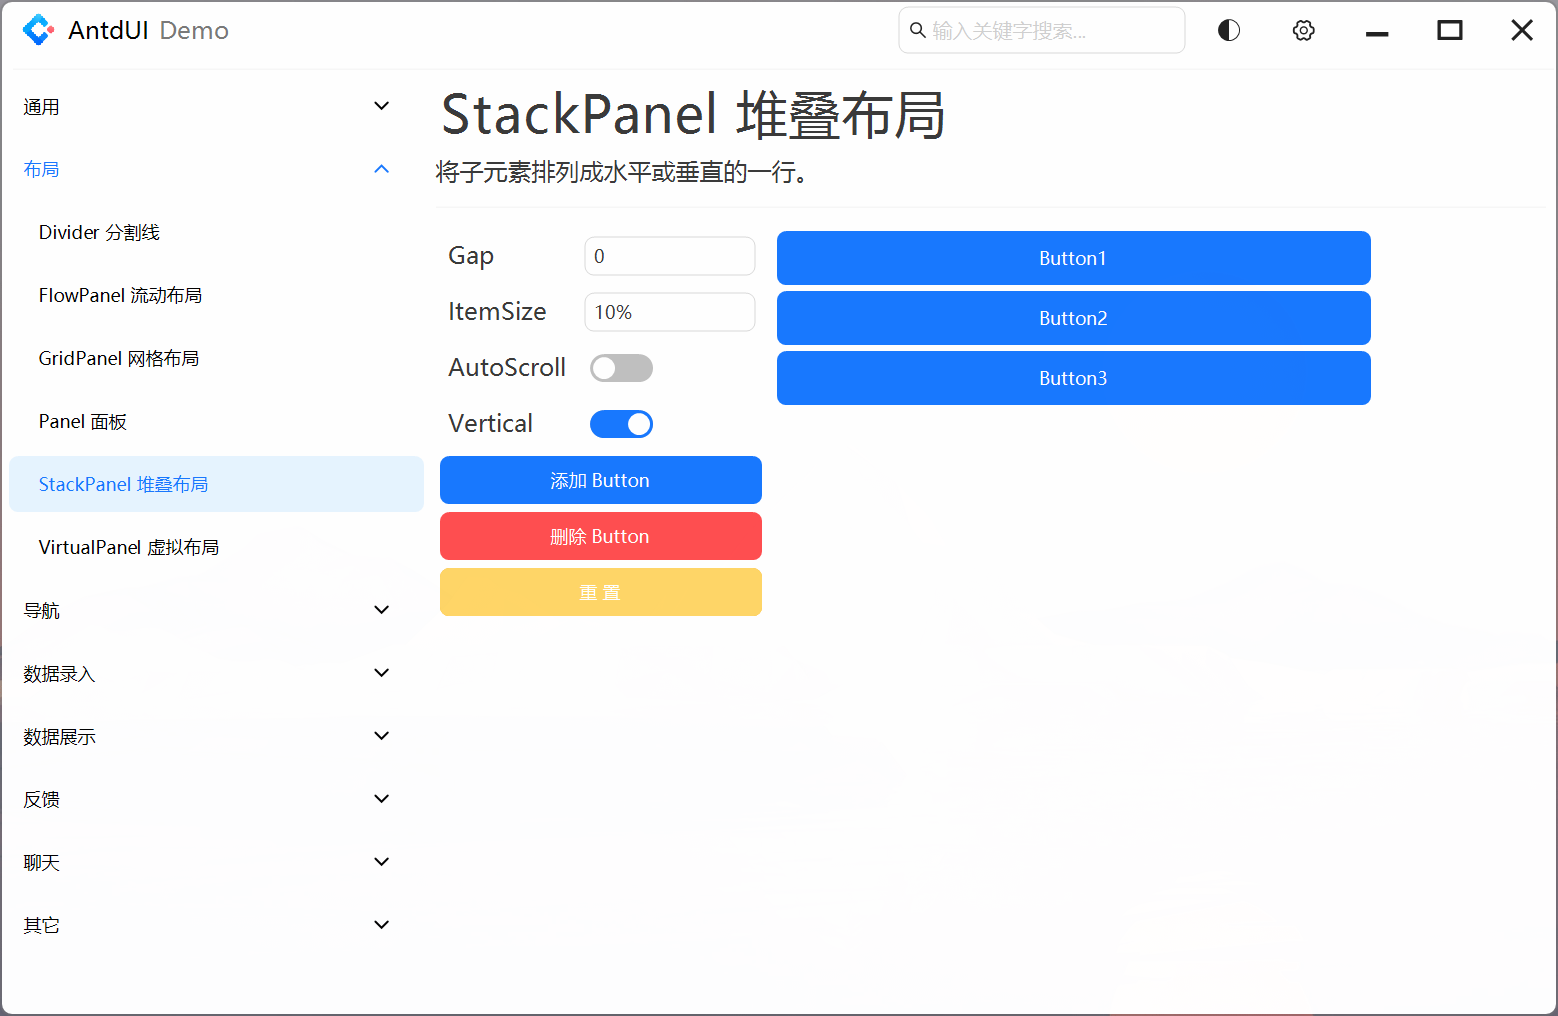 AntdUI Demo
输入关键字搜索...
通用
布局
Divider 分割线
FlowPanel 流动布局
GridPanel 网格布局
Panel 面板
StackPanel 堆叠布局
VirtualPanel 虚拟布局
导航
数据录入
数据展示
反馈
聊天
其它
StackPanel 堆叠布局
将子元素排列成水平或垂直的一行。
Gap 0
ItemSize 10%
AutoScroll
Vertical
添加 Button
删除 Button
重 置
Button1
Button2
Button3